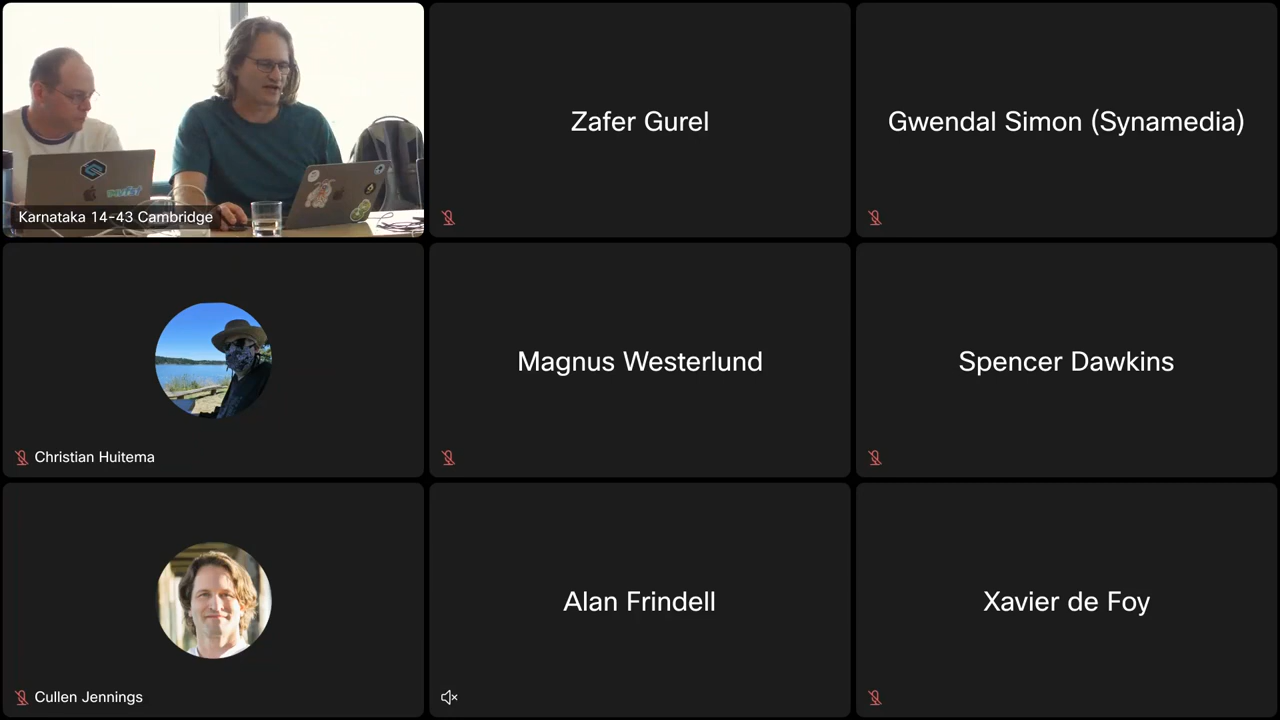 Karnataka 14-43 Cambridge
Zafer Gurel
Gwendal Simon (Synamedia)
Christian Huitema
Magnus Westerlund
Spencer Dawkins
Cullen Jennings
Alan Frindell
Xavier de Foy